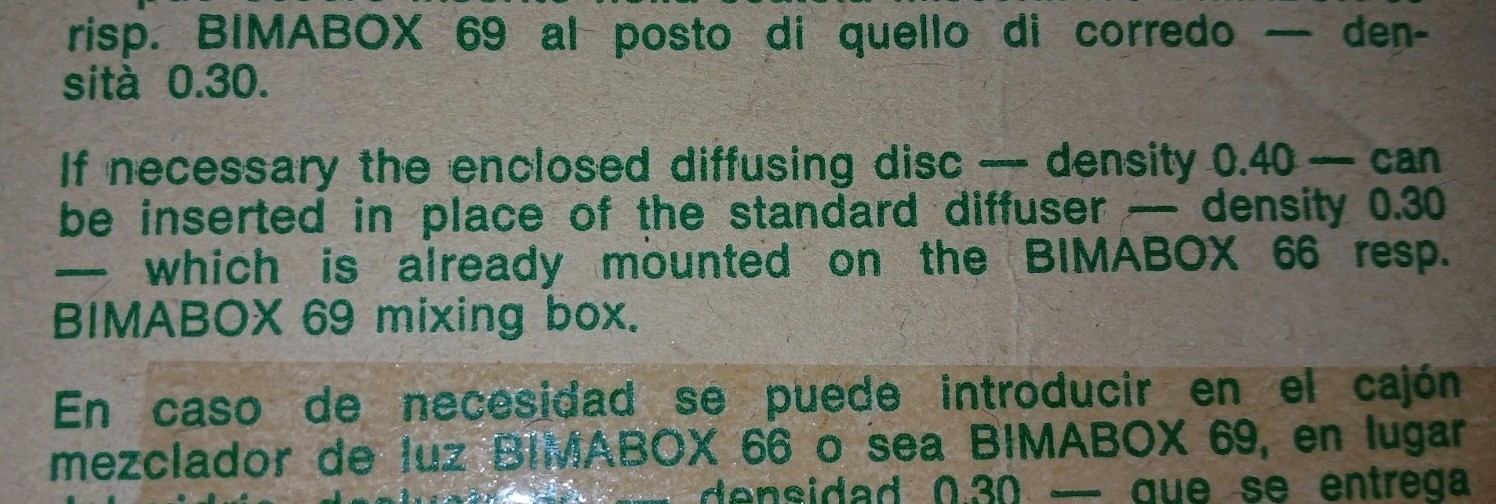 risp. BIMABOX 69 al posto di quello di corredo — den-
sità 0.30.
If necessary the enclosed diffusing disc — density 0.40 — can
be inserted in place of the standard diffuser — density 0.30
— which is already mounted on the BIMABOX 66 resp.
BIMABOX 69 mixing box.
En caso de necesidad se puede introducir en el cajón
mezclador de luz BIMABOX 66 o sea BIMABOX 69, en lugar
— densidad 0.30 — que se entrega